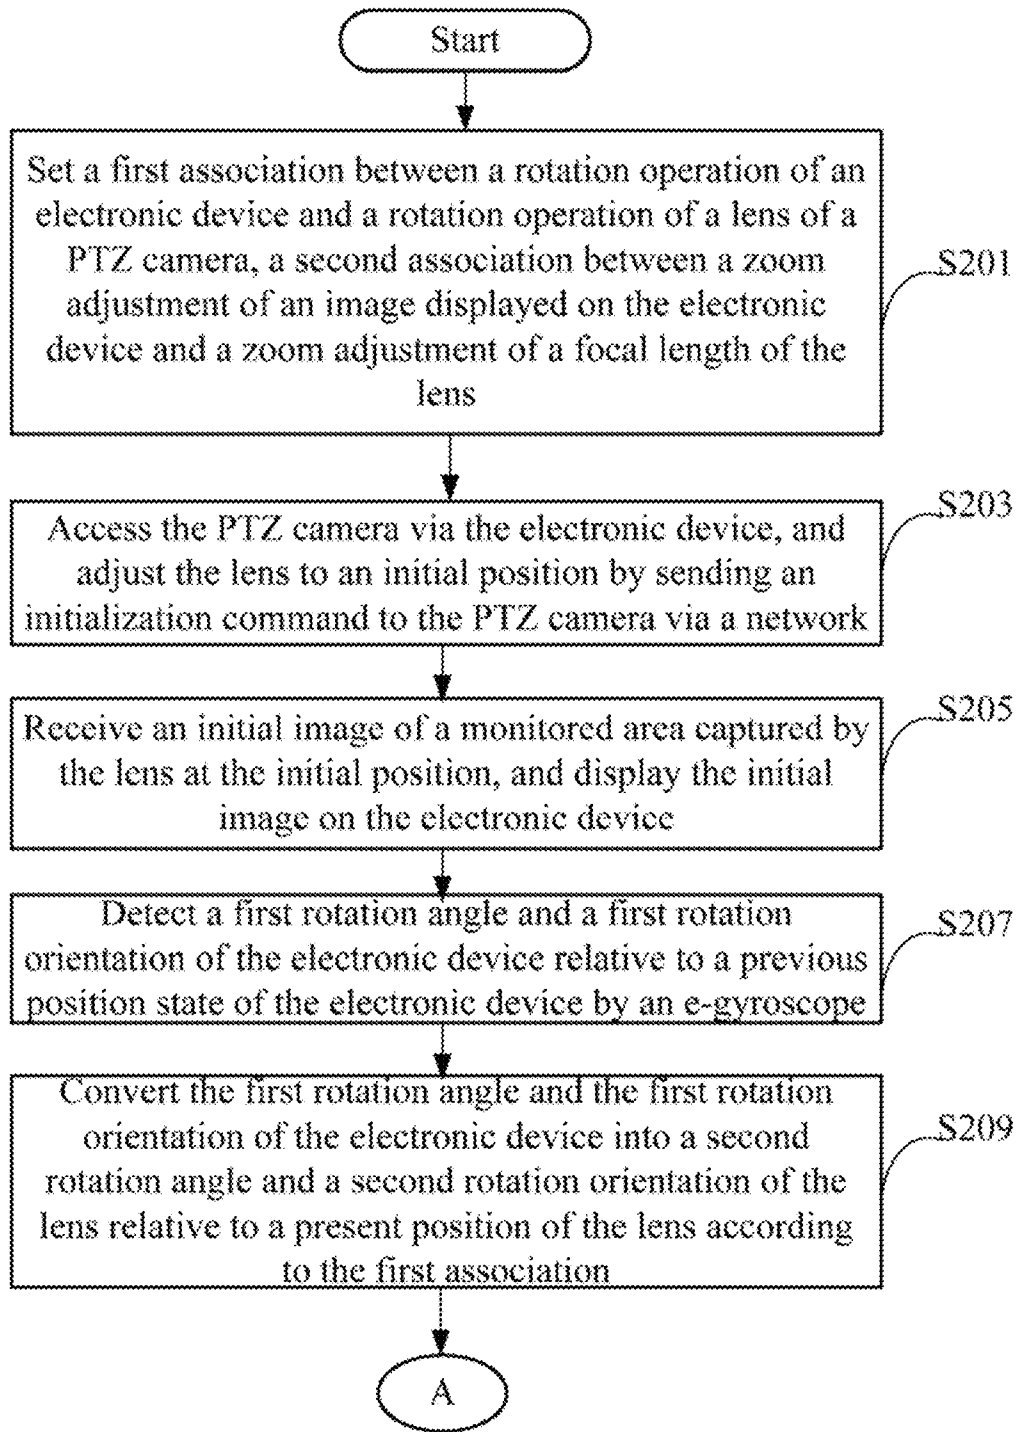 Start
Set a first association between a rotation operation of an
electronic device and a rotation operation of a lens of a
PTZ camera, a second association between a zoom
adjustment of an image displayed on the electronic
device and a zoom adjustment of a focal length of the
lens
S201
Access the PTZ camera via the electronic device, and
adjust the lens to an initial position by sending an
initialization command to the PTZ camera via a network
S203
Receive an initial image of a monitored area captured by
the lens at the initial position, and display the initial
image on the electronic device
S205
Detect a first rotation angle and a first rotation
orientation of the electronic device relative to a previous
position state of the electronic device by an e-gyroscope
S207
Convert the first rotation angle and the first rotation
orientation of the electronic device into a second
rotation angle and a second rotation orientation of the
lens relative to a present position of the lens according
to the first association
S209
A